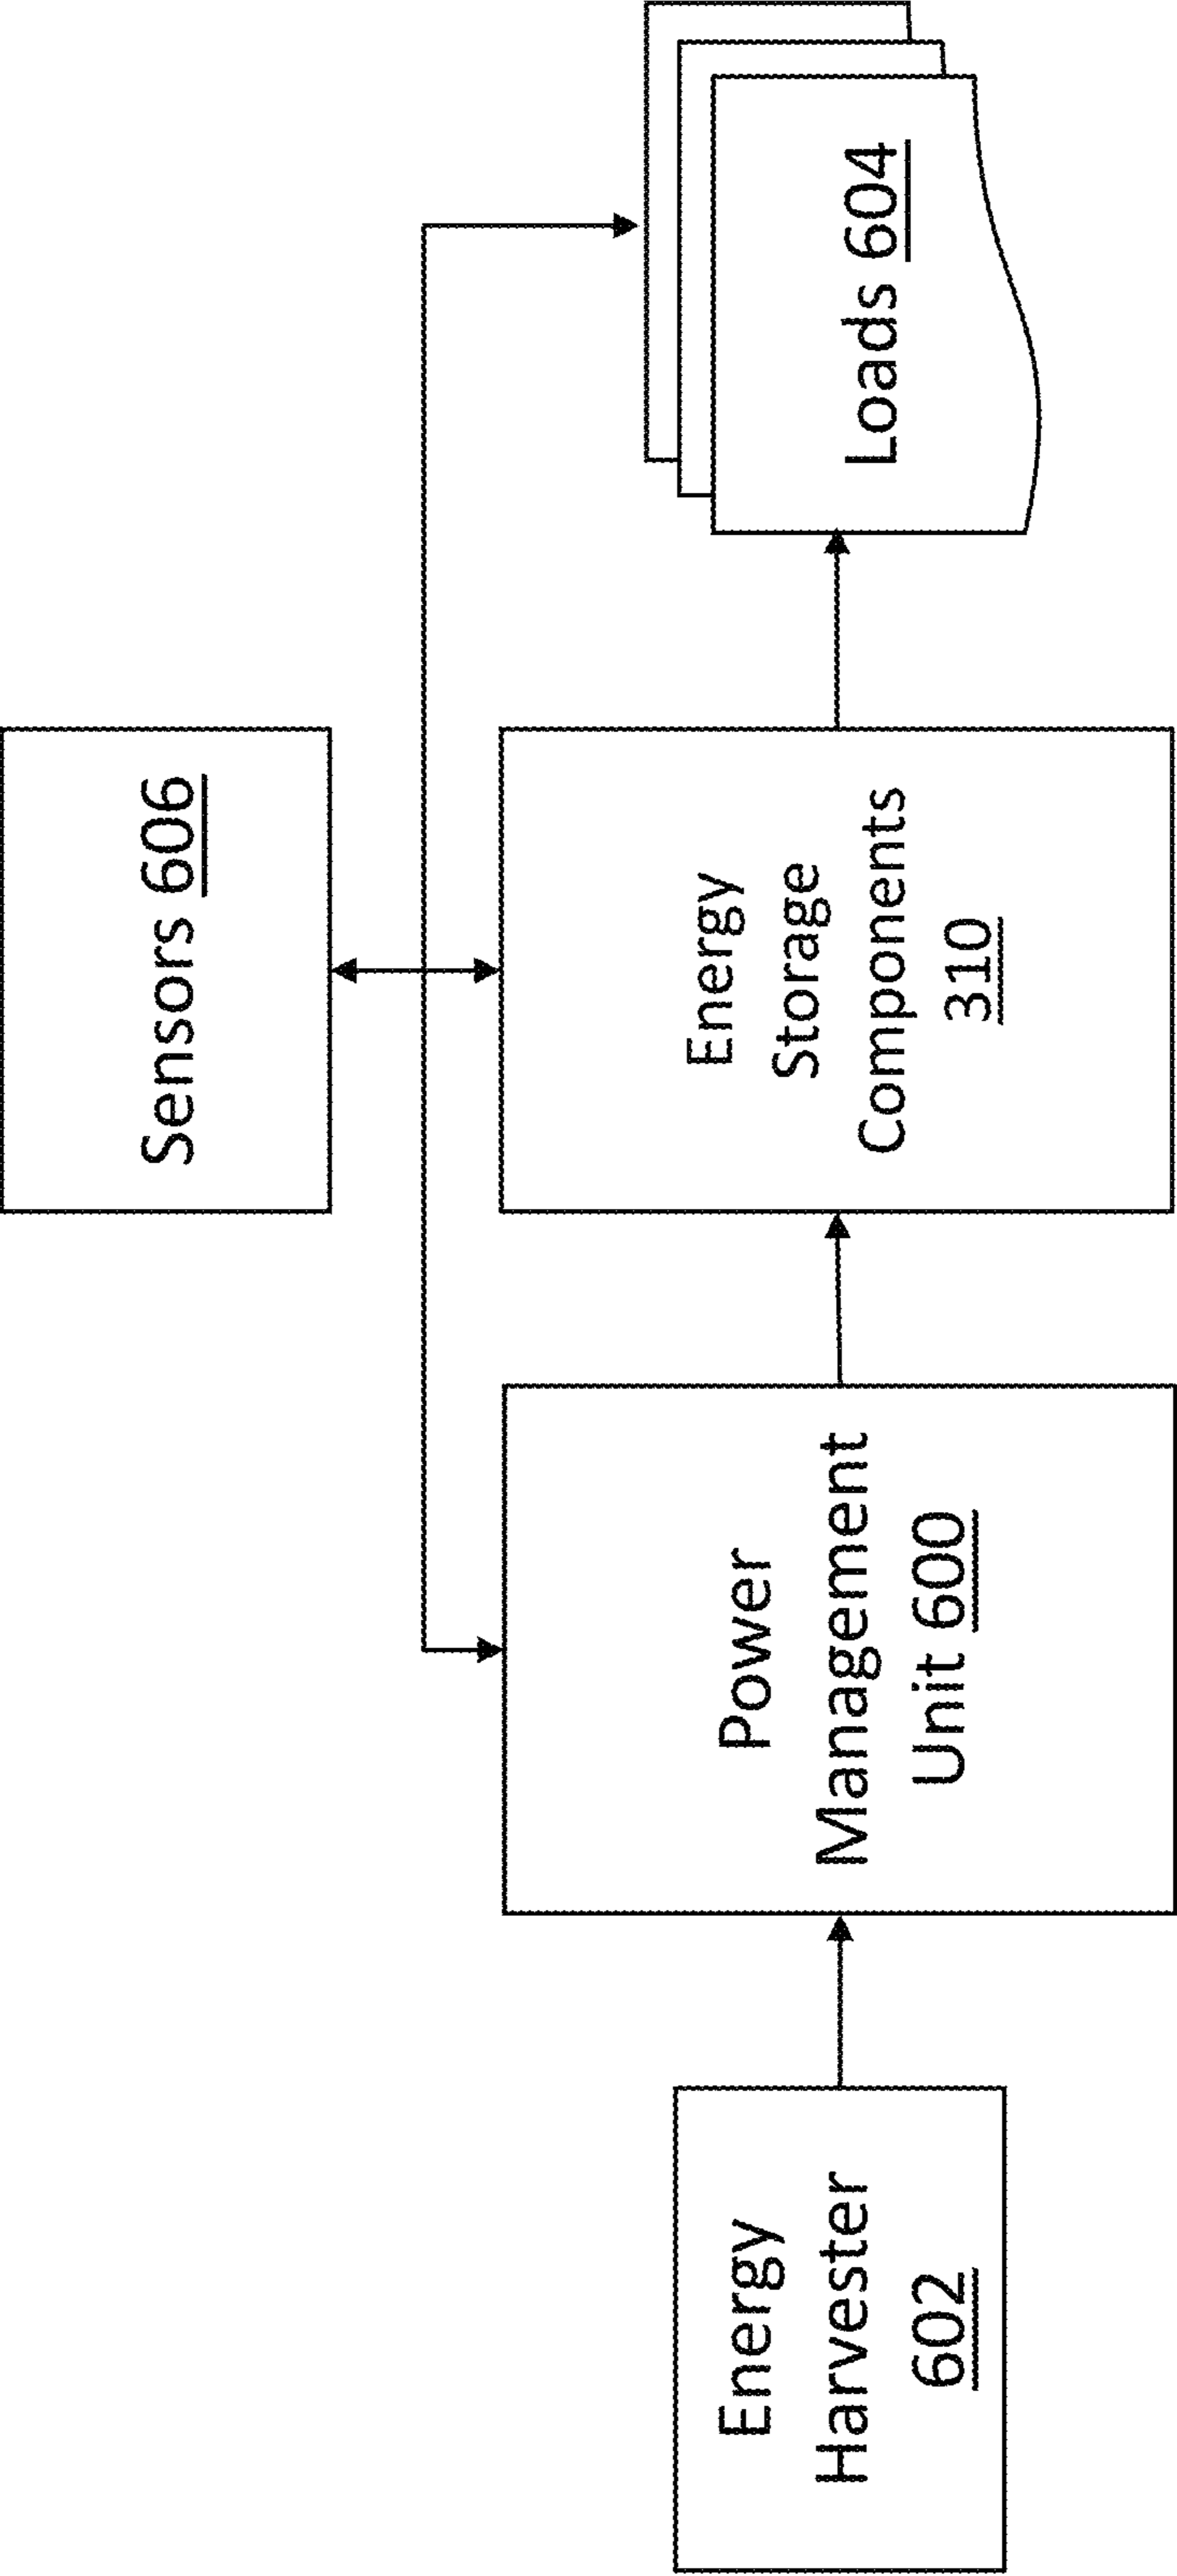 Sensors 606
Energy
Harvester
602
Power
Management
Unit 600
Energy
Storage
Components
310
Loads 604